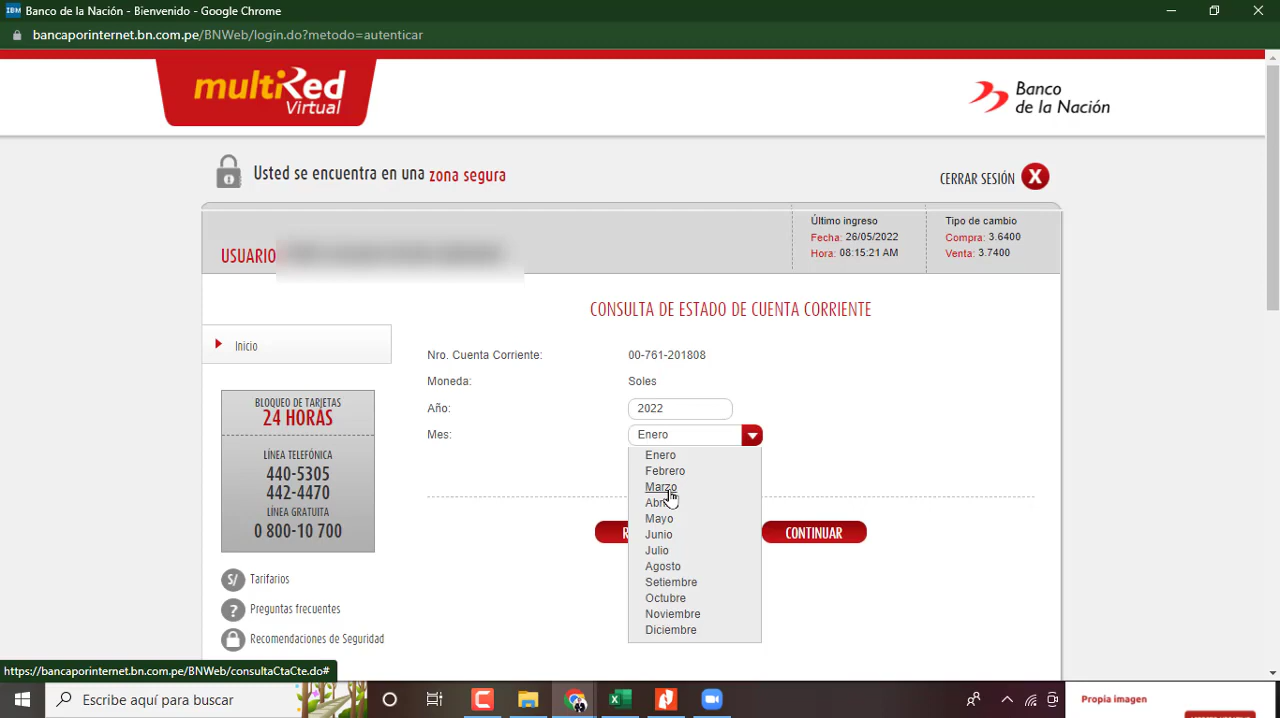 IBM Banco de la Nación - Bienvenido - Google Chrome
bancaporinternet.bn.com.pe/BNWeb/login.do?metodo=autenticar
multiRed
Virtual
Banco
de la Nación
Usted se encuentra en una zona segura
CERRAR SESIÓN X
USUARIO
Último ingreso
Fecha: 26/05/2022
Hora: 08:15:21 AM
Tipo de cambio
Compra: 3.6400
Venta: 3.7400
CONSULTA DE ESTADO DE CUENTA CORRIENTE
Inicio
Nro. Cuenta Corriente: 00-761-201808
Moneda: Soles
Año: 2022
Mes: Enero
Enero
Febrero
Marzo
Mayo
Junio
Julio
Agosto
Setiembre
Octubre
Noviembre
Diciembre
CONTINUAR
BLOQUEO DE TARJETAS
24 HORAS
LÍNEA TELEFÓNICA
440-5305
442-4470
LÍNEA GRATUITA
0 800-10 700
S/ Tarifarios
? Preguntas frecuentes
Recomendaciones de Seguridad
https://bancaporinternet.bn.com.pe/BNWeb/consultaCtaCte.do#
Escribe aquí para buscar
Propia imagen